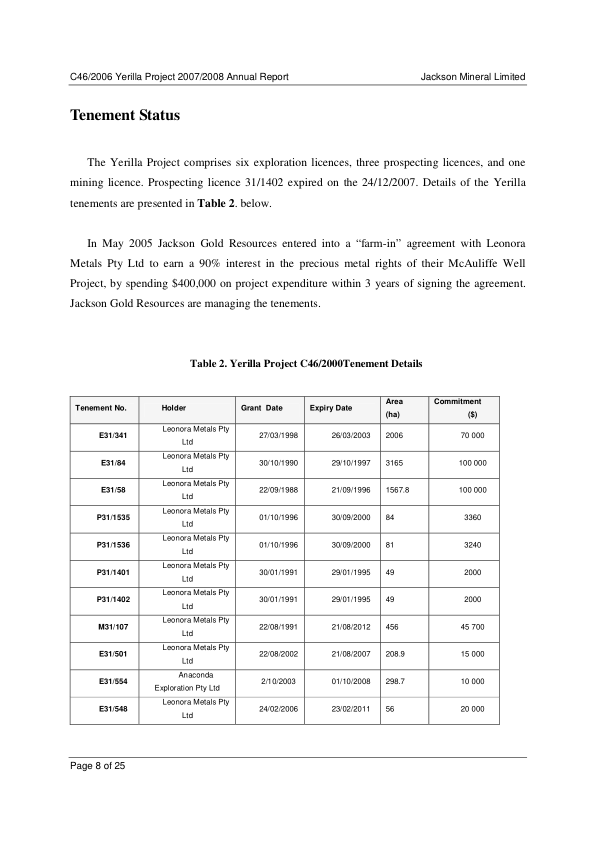 C46/2006 Yerilla Project 2007/2008 Annual Report Jackson Mineral Limited
Tenement Status
The Yerilla Project comprises six exploration licences, three prospecting licences, and one
mining licence. Prospecting licence 31/1402 expired on the 24/12/2007. Details of the Yerilla
tenements are presented in Table 2. below.
In May 2005 Jackson Gold Resources entered into a “farm-in” agreement with Leonora
Metals Pty Ltd to earn a 90% interest in the precious metal rights of their McAuliffe Well
Project, by spending $400,000 on project expenditure within 3 years of signing the agreement.
Jackson Gold Resources are managing the tenements.
Table 2. Yerilla Project C46/2000Tenement Details
Tenement No. Holder Grant Date Expiry Date Area (ha) Commitment ($)
E31/341 Leonora Metals Pty Ltd 27/03/1998 26/03/2003 2006 70 000
E31/84 Leonora Metals Pty Ltd 30/10/1990 29/10/1997 3165 100 000
E31/58 Leonora Metals Pty Ltd 22/09/1988 21/09/1996 1567.8 100 000
P31/1535 Leonora Metals Pty Ltd 01/10/1996 30/09/2000 84 3360
P31/1536 Leonora Metals Pty Ltd 01/10/1996 30/09/2000 81 3240
P31/1401 Leonora Metals Pty Ltd 30/01/1991 29/01/1995 49 2000
P31/1402 Leonora Metals Pty Ltd 30/01/1991 29/01/1995 49 2000
M31/107 Leonora Metals Pty Ltd 22/08/1991 21/08/2012 456 45 700
E31/501 Leonora Metals Pty Ltd 22/08/2002 21/08/2007 208.9 15 000
E31/554 Anaconda Exploration Pty Ltd 2/10/2003 01/10/2008 298.7 10 000
E31/548 Leonora Metals Pty Ltd 24/02/2006 23/02/2011 56 20 000
Page 8 of 25